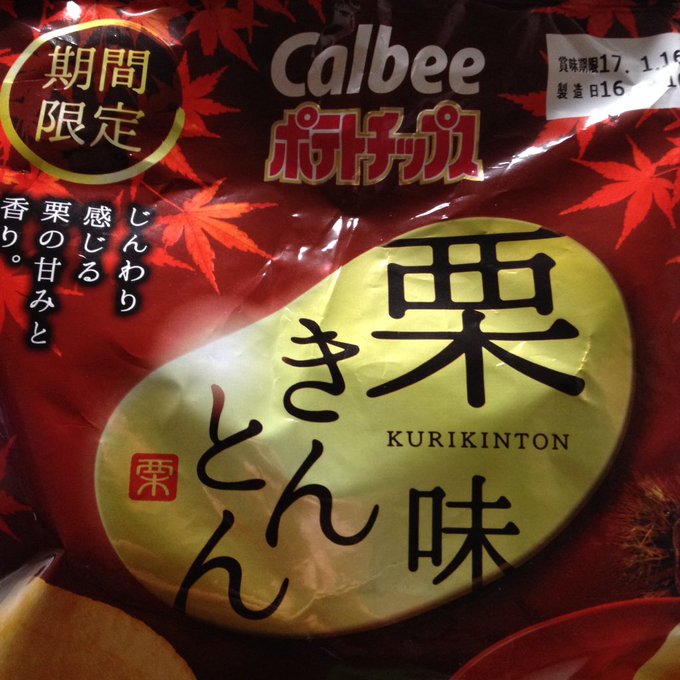 期間
限定
Calbee
ポテトチップス
賞味期限17. 1.16
製造日16
じんわり
感じる
栗の甘みと
香り。
栗
きんとん
KURIKINTON
味
栗